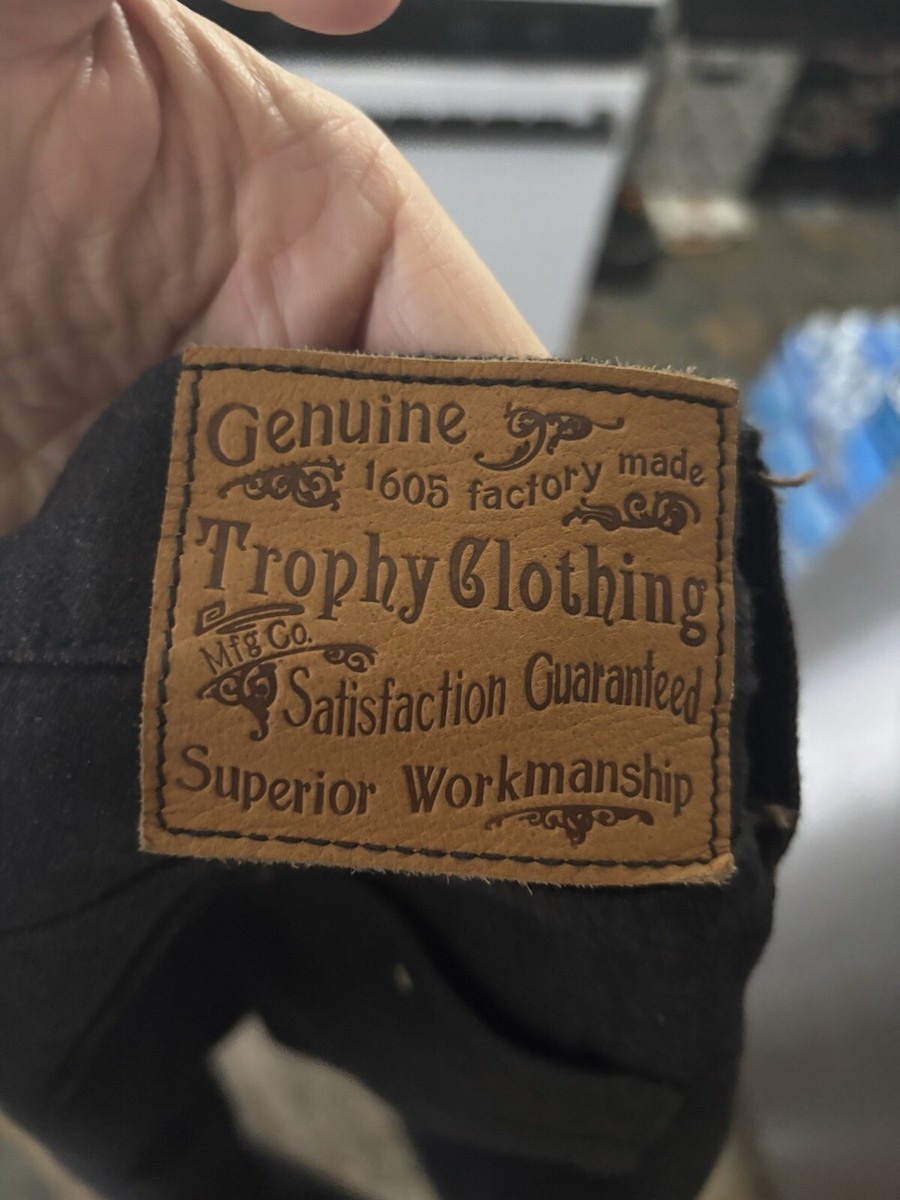 Genuine
1605 factory made
Trophy Clothing
Mfg Co.
Satisfaction Guaranteed
Superior Workmanship